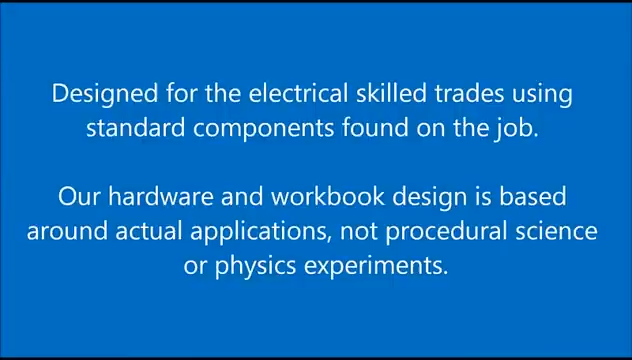 Designed for the electrical skilled trades using
standard components found on the job.
Our hardware and workbook design is based
around actual applications, not procedural science
or physics experiments.